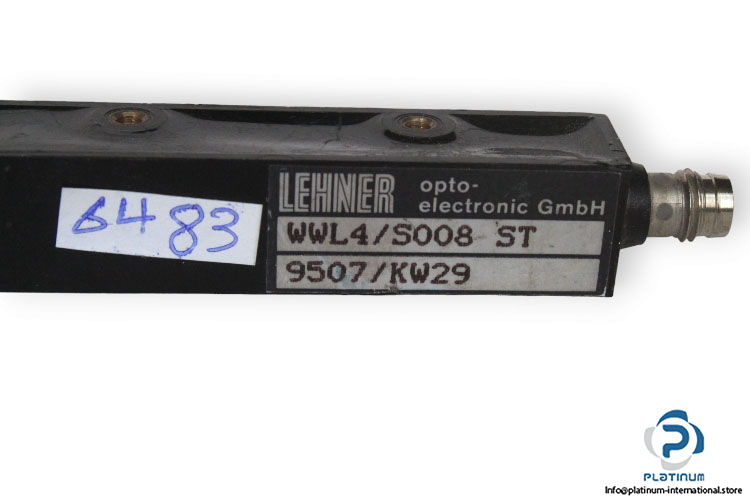 6483
LEHNER
opto-
electronic GmbH
WWL4/S008 ST
9507/KW29
PLATINUM
Info@platinum-international.store